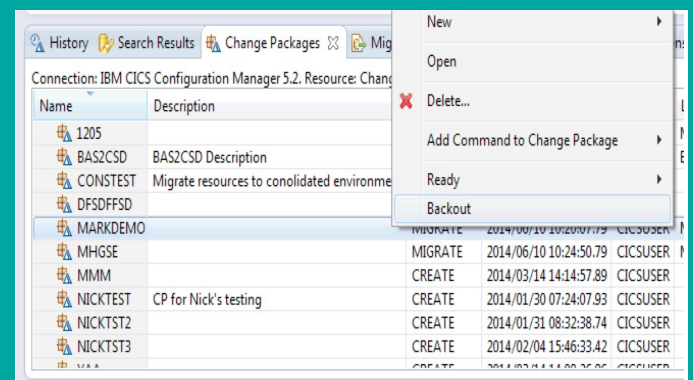 New
History Search Results Change Packages Mig
Open
Connection: IBM CICS Configuration Manager 5.2. Resource: Chang
Name Description
Delete...
1205
Add Command to Change Package
BAS2CSD BAS2CSD Description
CONSTEST Migrate resources to conolidated environme
Ready
DFSDFFSD
Backout
MARKDEMO MIGRATE 2014/06/10 10:20:07.79 CICSUSER
MHGSE MIGRATE 2014/06/10 10:24:50.79 CICSUSER
MMM CREATE 2014/03/14 14:14:57.89 CICSUSER
NICKTEST CP for Nick's testing CREATE 2014/01/30 07:24:07.93 CICSUSER
NICKTST2 CREATE 2014/01/31 08:32:38.74 CICSUSER
NICKTST3 CREATE 2014/02/04 15:46:33.42 CICSUSER